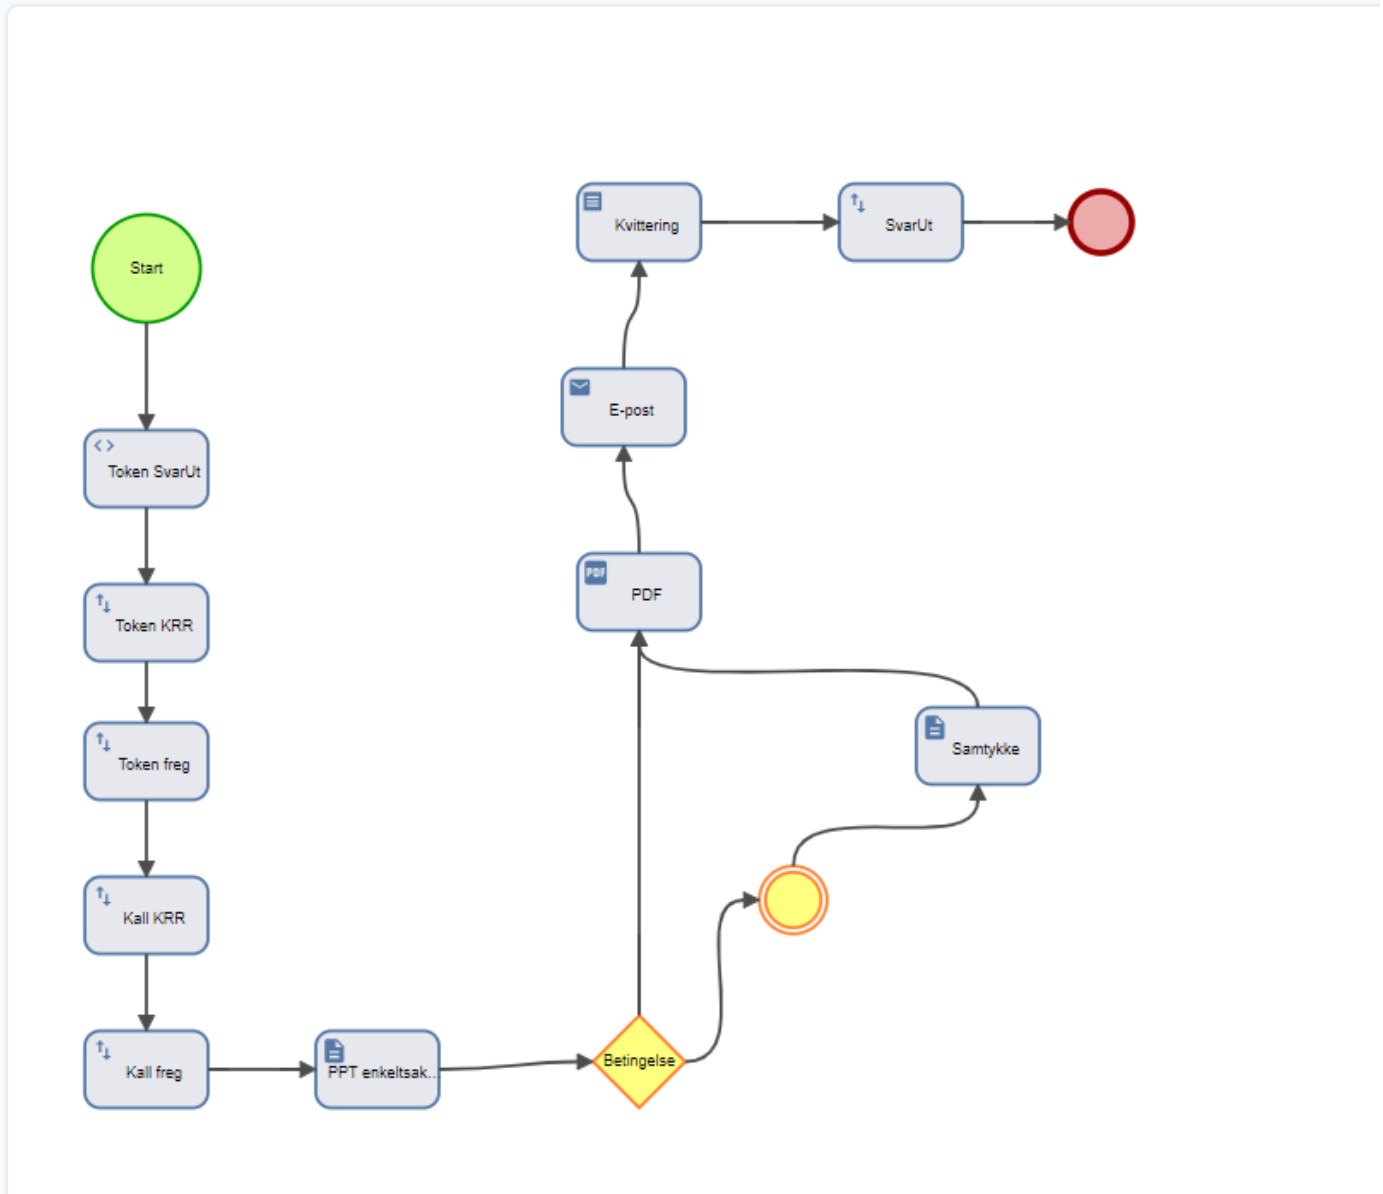 Start
Token SvarUt
Token KRR
Token freg
Kall KRR
Kall freg
PPT enkeltsak...
Betingelse
Samtykke
PDF
PDF
E-post
Kvittering
SvarUt